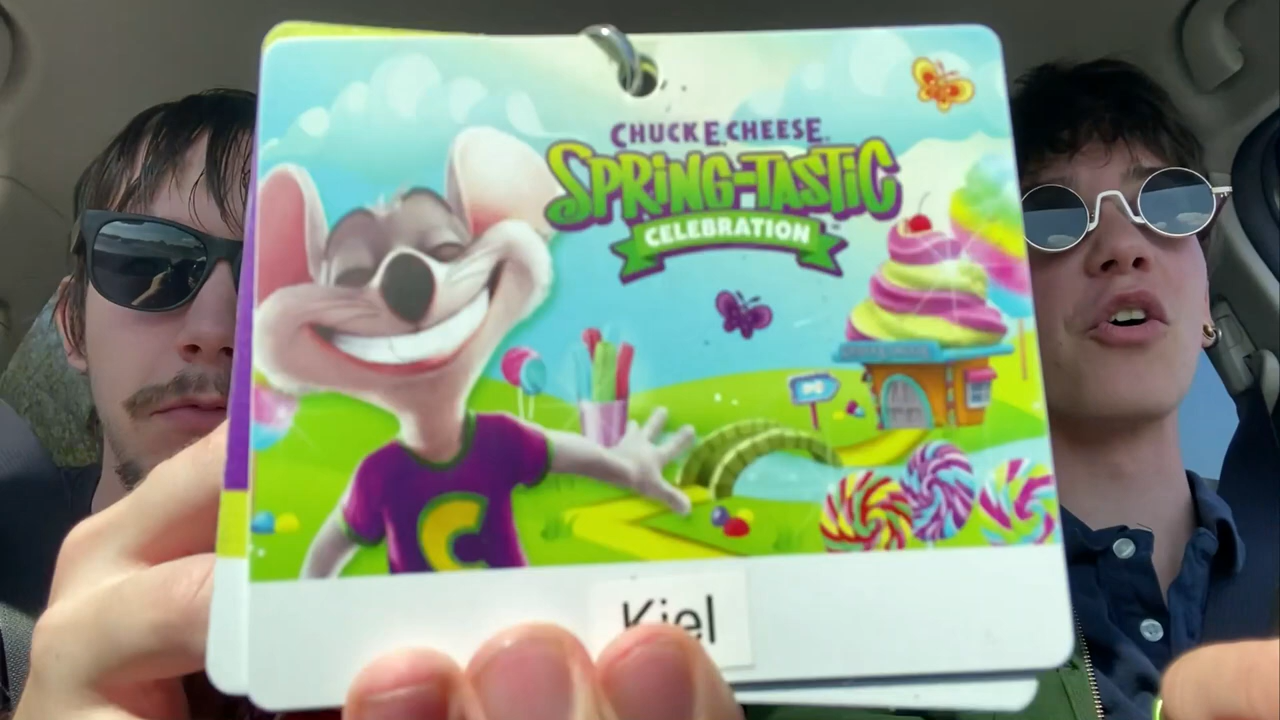 CHUCK E. CHEESE
SPRING-TASTIC
CELEBRATION
C
Kiel